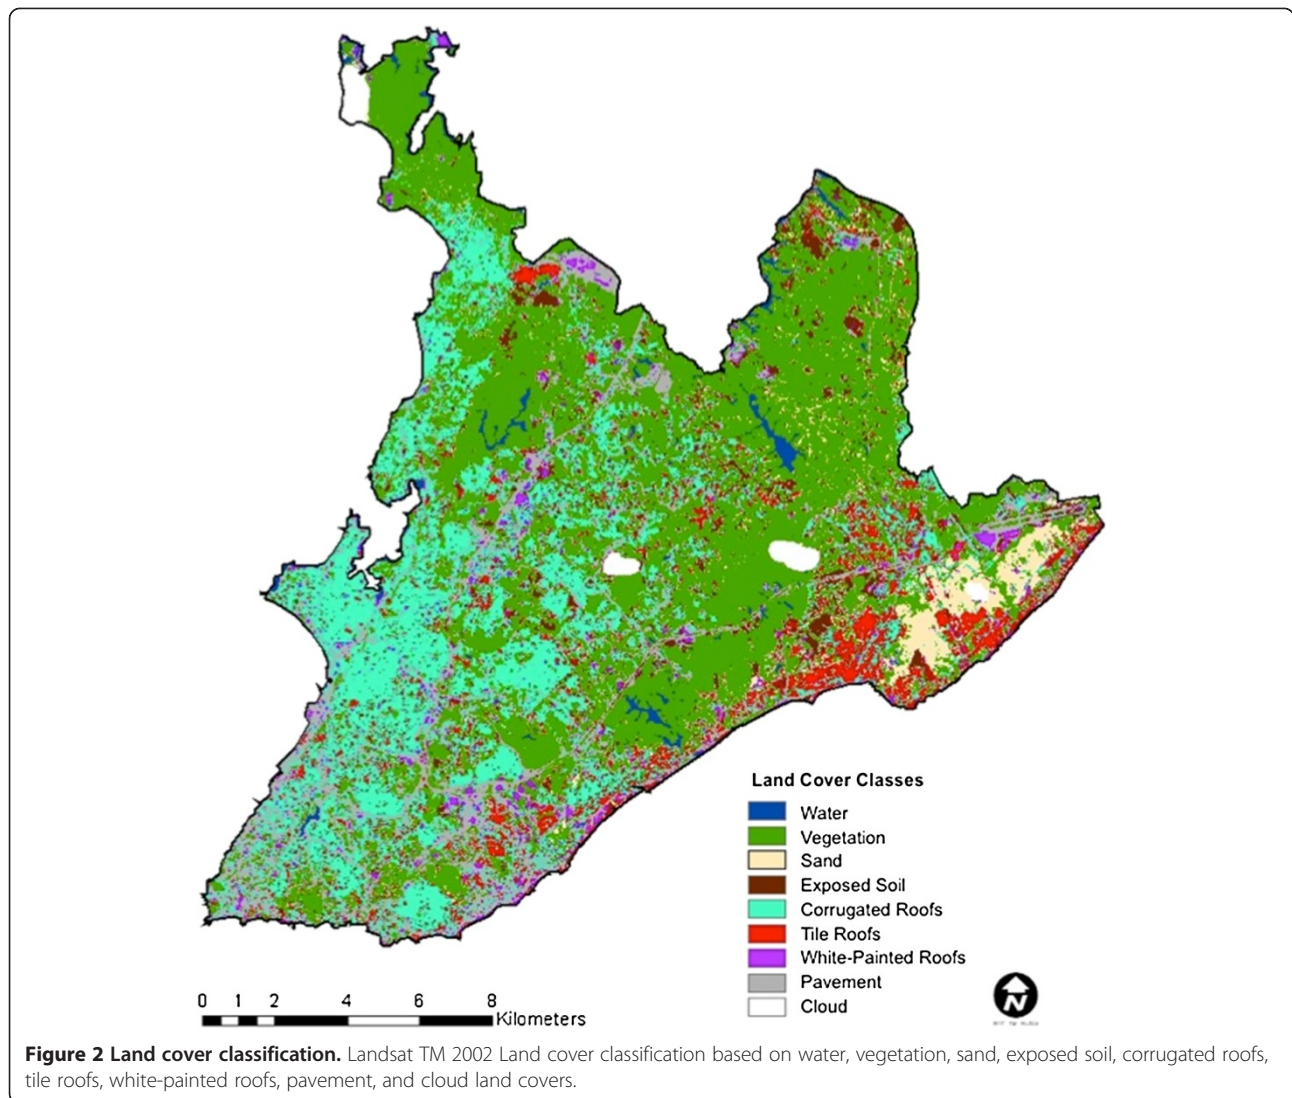 Land Cover Classes
Water
Vegetation
Sand
Exposed Soil
Corrugated Roofs
Tile Roofs
White-Painted Roofs
Pavement
Cloud
N
0 1 2 4 6 8
Kilometers
Figure 2 Land cover classification. Landsat TM 2002 Land cover classification based on water, vegetation, sand, exposed soil, corrugated roofs,
tile roofs, white-painted roofs, pavement, and cloud land covers.